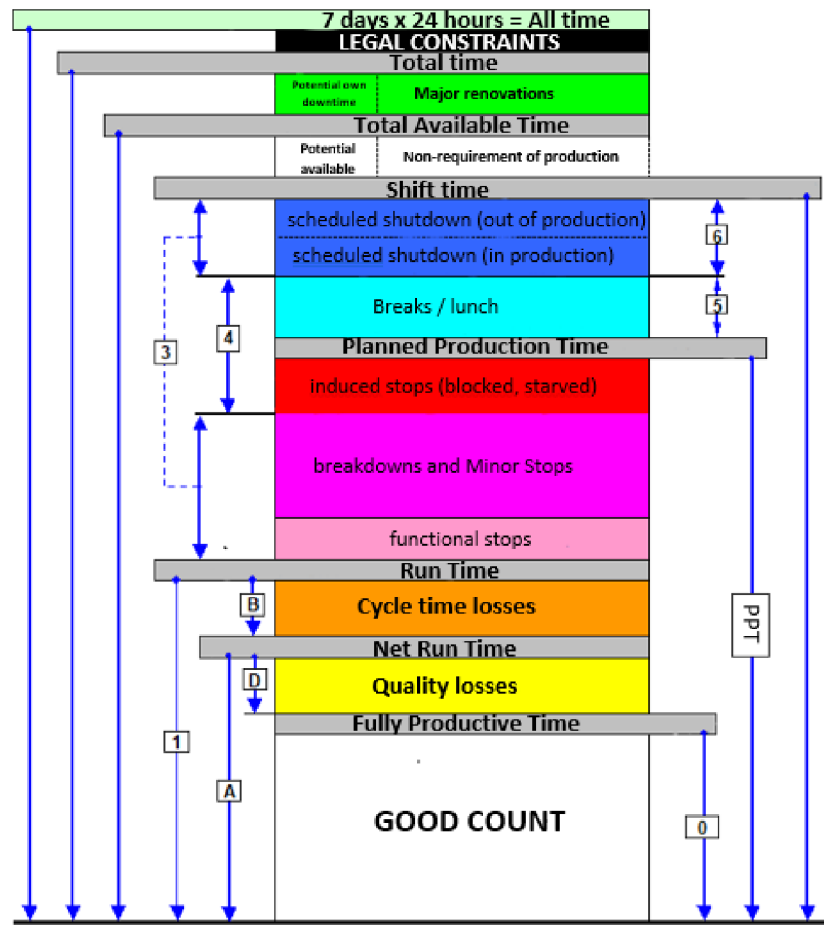 7 days x 24 hours = All time
LEGAL CONSTRAINTS
Total time
Potential own
downtime
Major renovations
Total Available Time
Potential
available
Non-requirement of production
Shift time
scheduled shutdown (out of production)
6
scheduled shutdown (in production)
Breaks / lunch
5
4
3
Planned Production Time
induced stops (blocked, starved)
breakdowns and Minor Stops
functional stops
Run Time
B
Cycle time losses
PPT
Net Run Time
D
Quality losses
Fully Productive Time
1
A
GOOD COUNT
0